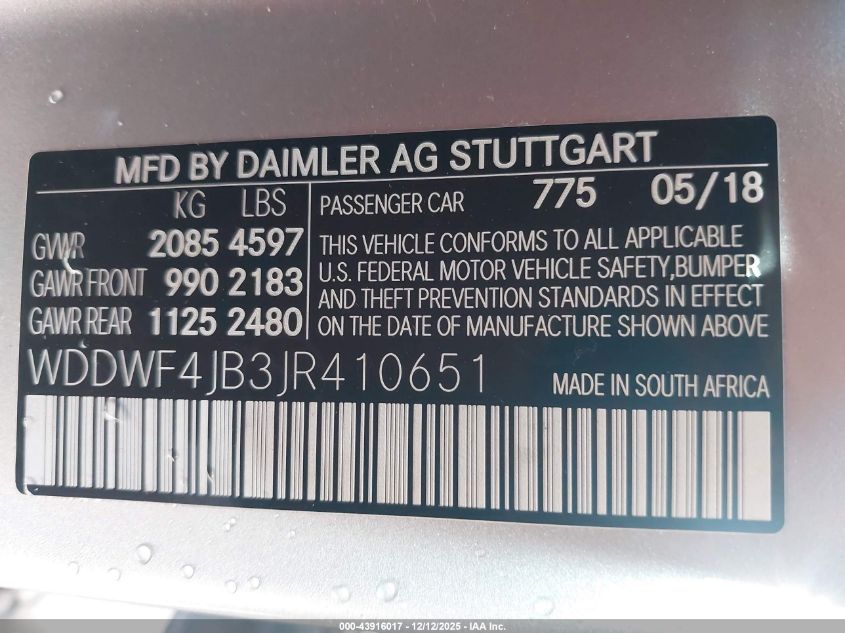 MFD BY DAIMLER AG STUTTGART
KG LBS
GVWR 2085 4597
GAWR FRONT 990 2183
GAWR REAR 1125 2480
PASSENGER CAR 775 05/18
THIS VEHICLE CONFORMS TO ALL APPLICABLE
U.S. FEDERAL MOTOR VEHICLE SAFETY,BUMPER
AND THEFT PREVENTION STANDARDS IN EFFECT
ON THE DATE OF MANUFACTURE SHOWN ABOVE
WDDWF4JB3JR410651
MADE IN SOUTH AFRICA
000-43916017 - 12/12/2025 - IAA Inc.